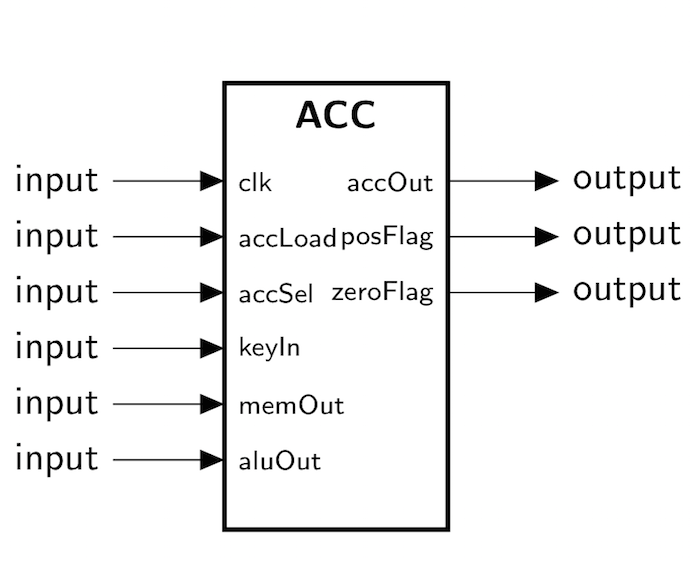 ACC
input clk accOut output
input accLoad posFlag output
input accSel zeroFlag output
input keyIn
input memOut
input aluOut